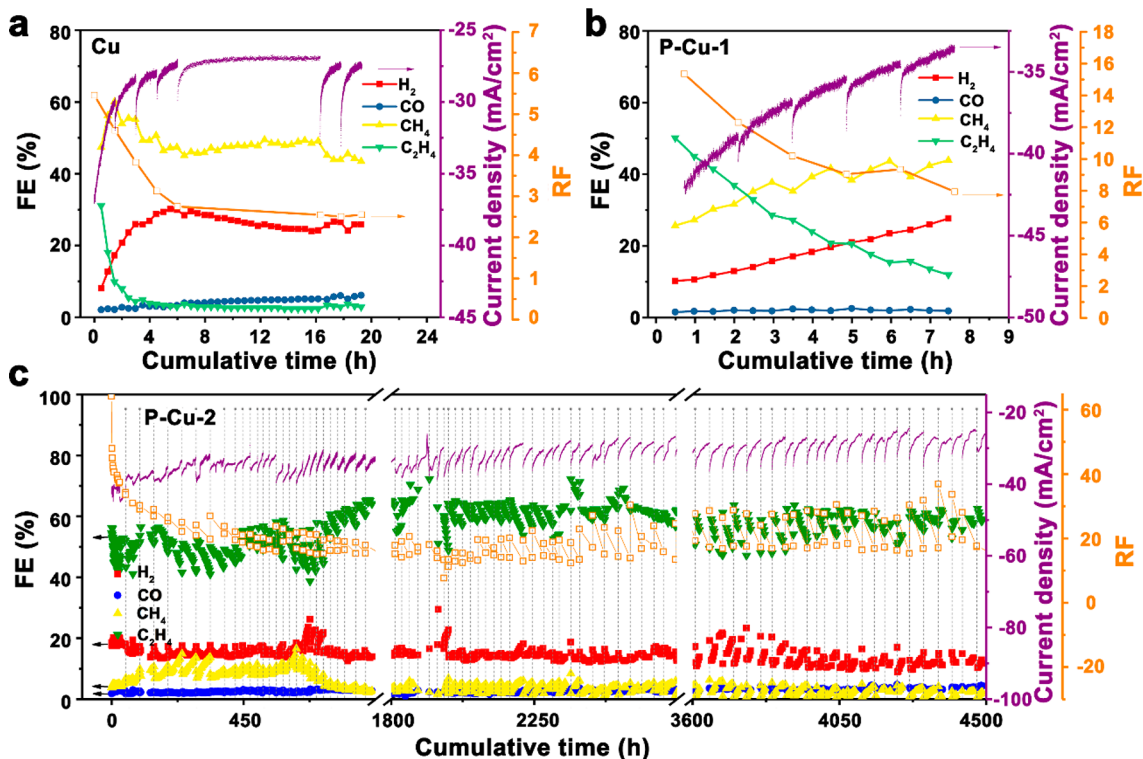 a
Cu
80
60
40
20
0
FE (%)
0 4 8 12 16 20 24
Cumulative time (h)
H₂
CO
CH₄
C₂H₄
-25
-30
-35
-40
-45
Current density (mA/cm²)
7
6
5
4
3
2
1
0
RF
b
P-Cu-1
80
60
40
20
0
FE (%)
0 1 2 3 4 5 6 7 8 9
Cumulative time (h)
H₂
CO
CH₄
C₂H₄
-35
-40
-45
-50
Current density (mA/cm²)
18
16
14
12
10
8
6
4
2
0
RF
c
P-Cu-2
100
80
60
40
20
0
FE (%)
H₂
CO
CH₄
C₂H₄
0 450 1800 2250 3600 4050 4500
Cumulative time (h)
-20
-40
-60
-80
-100
Current density (mA/cm²)
60
40
20
0
-20
RF